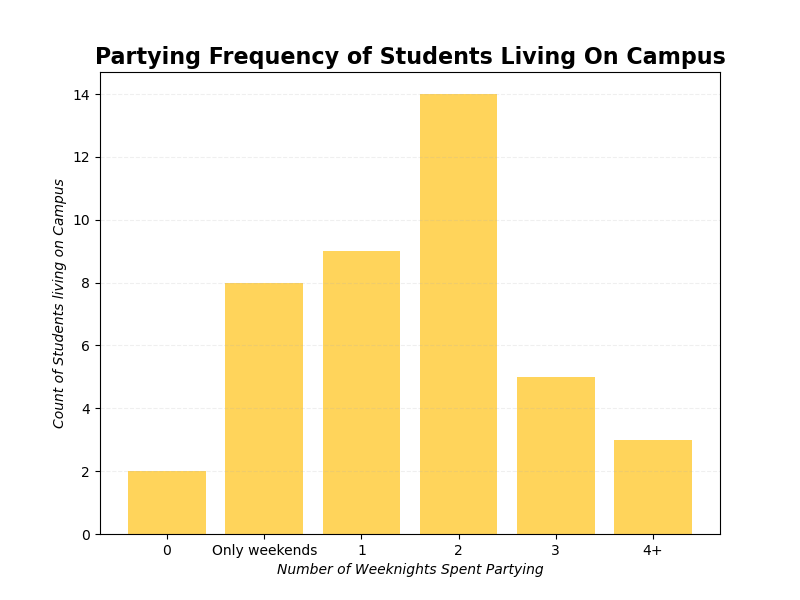 Partying Frequency of Students Living On Campus
14
12
10
8
6
4
2
0
Count of Students living on Campus
0 Only weekends 1 2 3 4+
Number of Weeknights Spent Partying